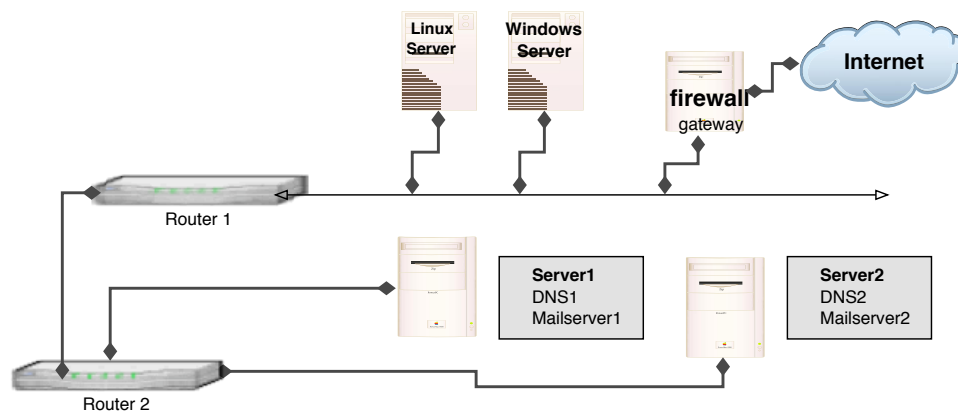 Linux
Server
Windows
Server
Internet
firewall
gateway
Router 1
Server1
DNS1
Mailserver1
Server2
DNS2
Mailserver2
Router 2